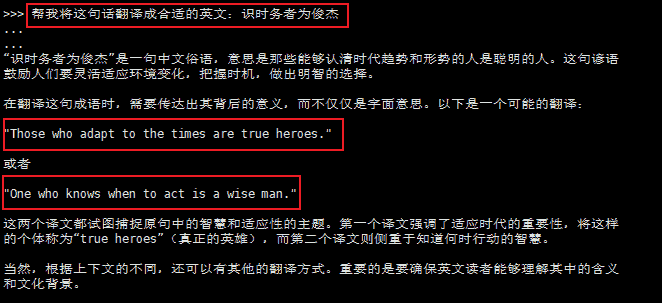 >>> 帮我将这句话翻译成合适的英文：识时务者为俊杰
...
...
“识时务者为俊杰”是一句中文俗语，意思是那些能够认清时代趋势和形势的人是聪明的人。这句谚语
鼓励人们要灵活适应环境变化，把握时机，做出明智的选择。
在翻译这句成语时，需要传达出其背后的意义，而不仅仅是字面意思。以下是一个可能的翻译：
"Those who adapt to the times are true heroes."
或者
"One who knows when to act is a wise man."
这两个译文都试图捕捉原句中的智慧和适应性的主题。第一个译文强调了适应时代的重要性，将这样
的个体称为“true heroes”（真正的英雄），而第二个译文则侧重于知道何时行动的智慧。
当然，根据上下文的不同，还可以有其他的翻译方式。重要的是要确保英文读者能够理解其中的含义
和文化背景。